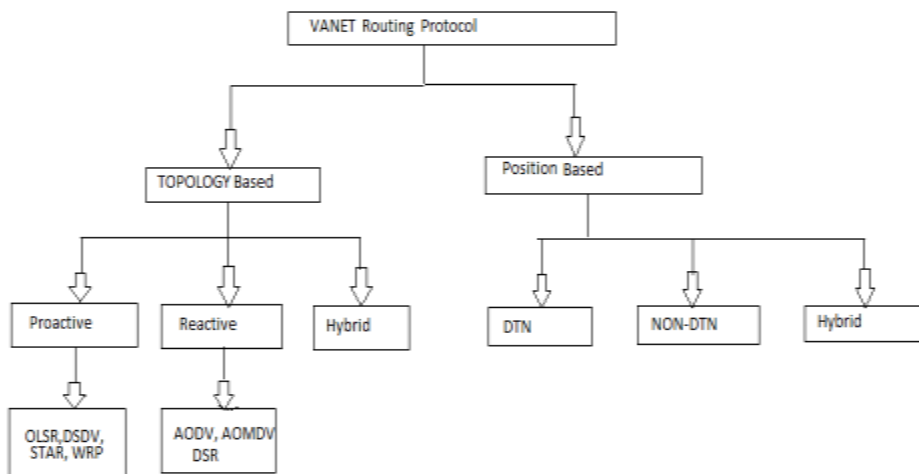 VANET Routing Protocol
TOPOLOGY Based
Position Based
Proactive
Reactive
Hybrid
DTN
NON-DTN
Hybrid
OLSR,DSDV,
STAR, WRP
AODV, AOMDV
DSR